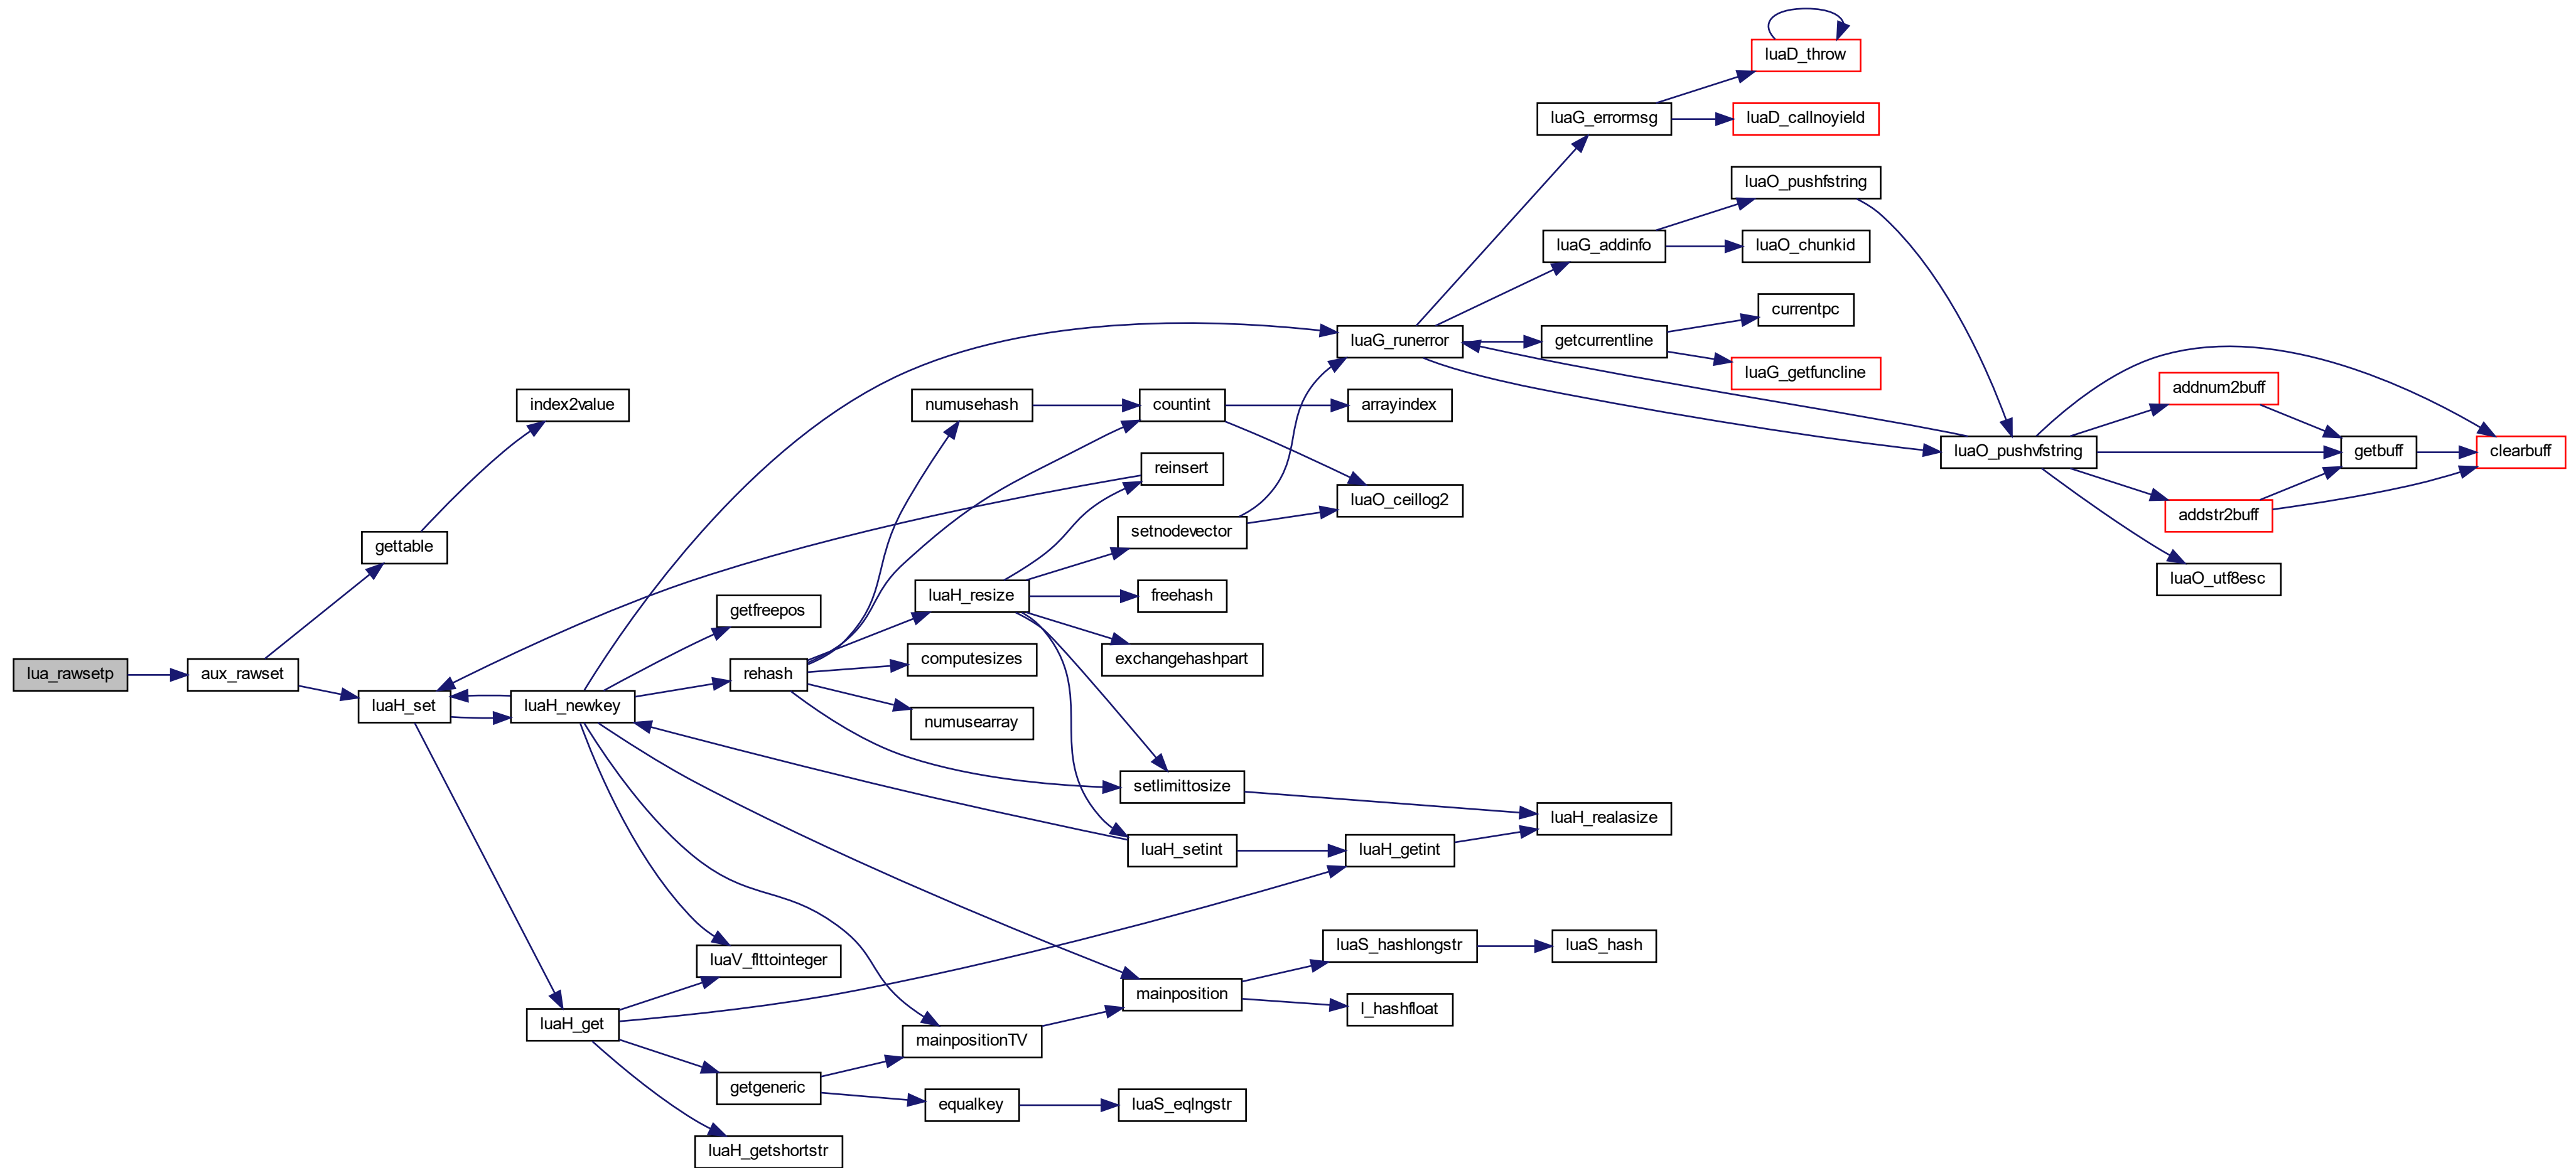 luaD_throw
luaG_errormsg
luaD_callnoyield
luaO_pushfstring
luaG_addinfo
luaO_chunkid
currentpc
luaG_runerror
getcurrentline
luaG_getfuncline
index2value
numusehash
countint
arrayindex
addnum2buff
luaO_pushvfstring
getbuff
clearbuff
reinsert
luaO_ceillog2
addstr2buff
setnodevector
gettable
luaO_utf8esc
luaH_resize
freehash
getfreepos
exchangehashpart
computesizes
lua_rawsetp
aux_rawset
rehash
luaH_set
luaH_newkey
numusearray
setlimittosize
luaH_realasize
luaH_setint
luaH_getint
luaV_flttointeger
luaS_hashlongstr
luaS_hash
mainposition
l_hashfloat
luaH_get
mainpositionTV
getgeneric
equalkey
luaS_eqlngstr
luaH_getshortstr